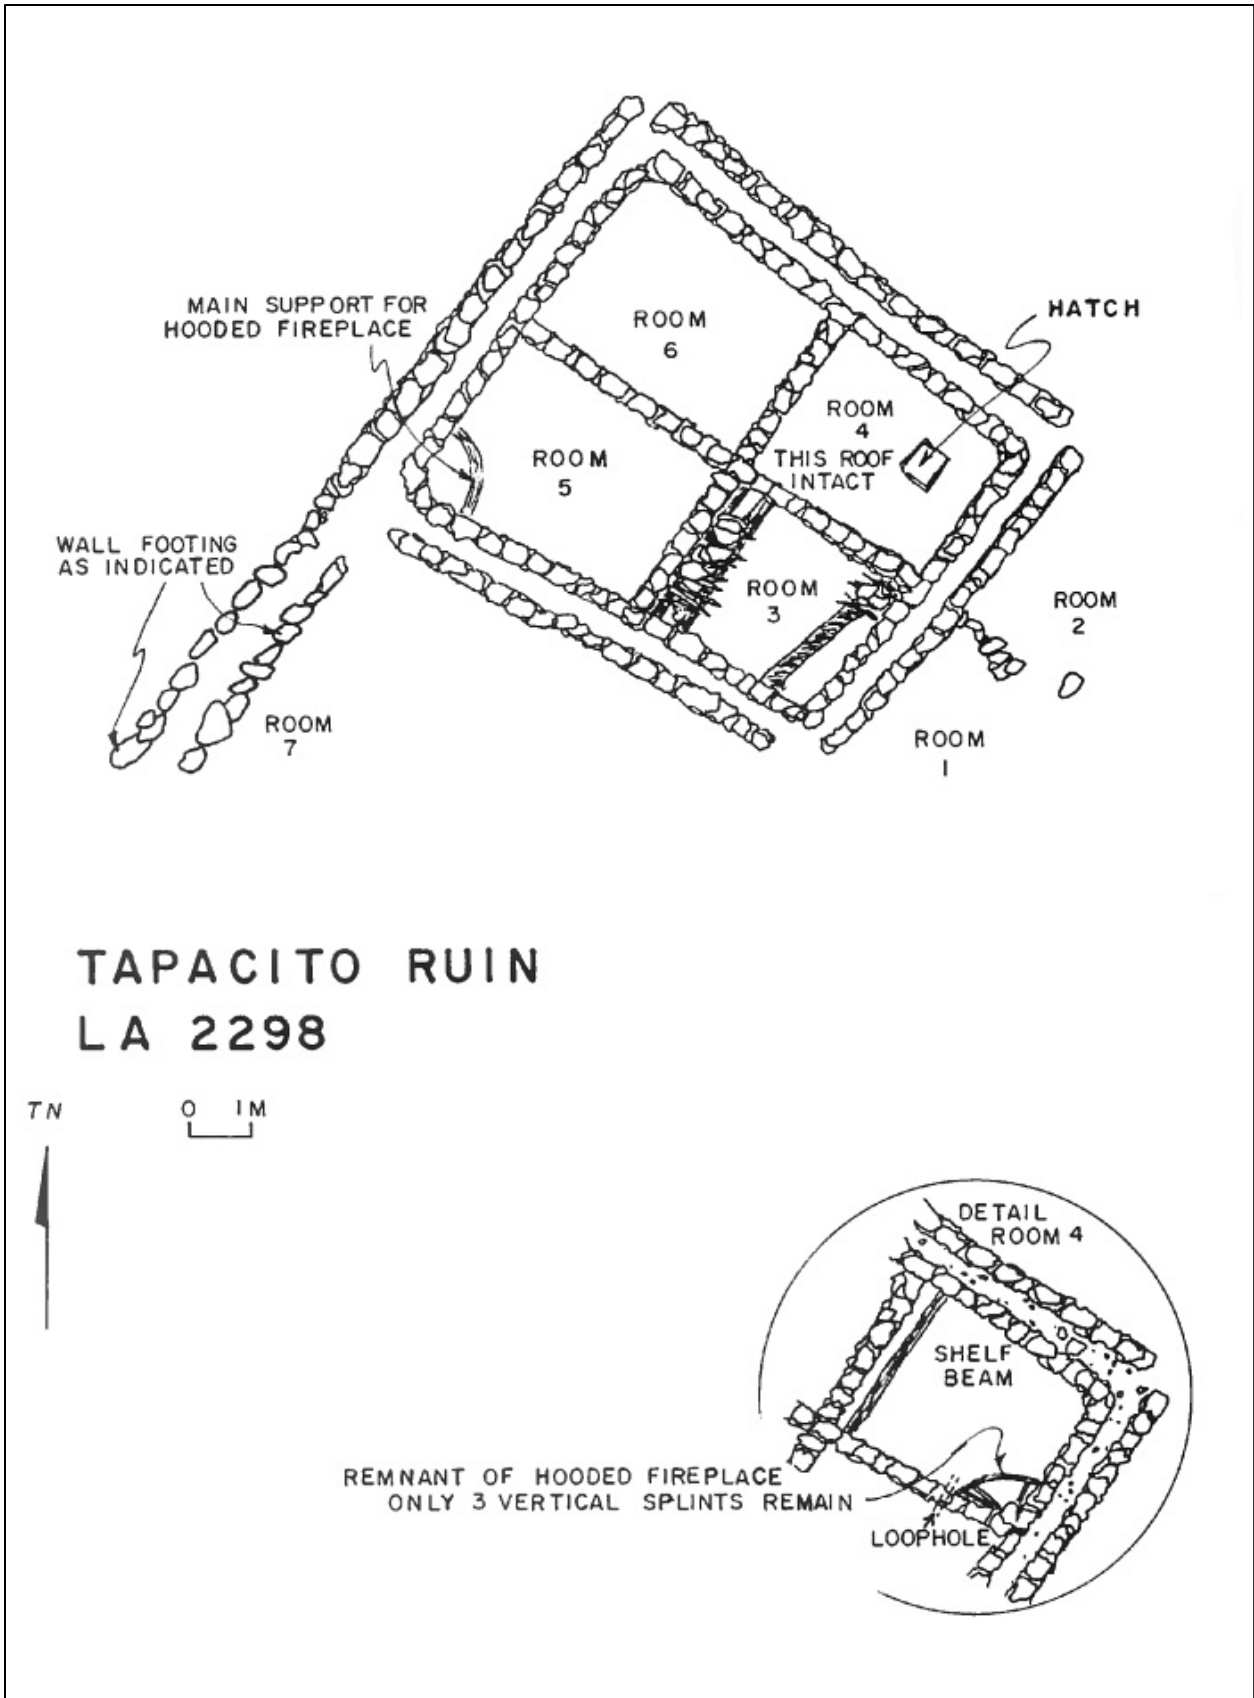 MAIN SUPPORT FOR
HOODED FIREPLACE
HATCH
ROOM
6
ROOM
4
THIS ROOF
INTACT
ROOM
5
WALL FOOTING
AS INDICATED
ROOM
3
ROOM
2
ROOM
7
ROOM
1
TAPACITO RUIN
LA 2298
TN
0 1M
DETAIL
ROOM 4
SHELF
BEAM
REMNANT OF HOODED FIREPLACE
ONLY 3 VERTICAL SPLINTS REMAIN
LOOPHOLE